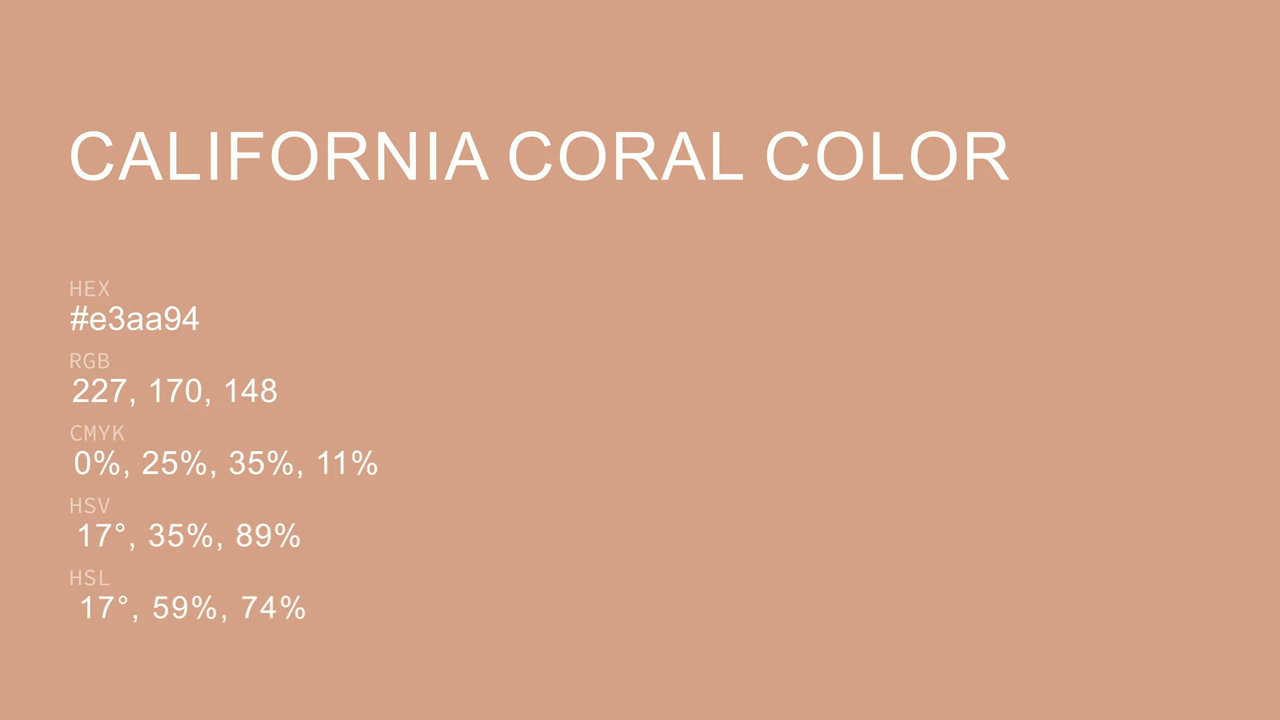 CALIFORNIA CORAL COLOR
HEX
#e3aa94
RGB
227, 170, 148
CMYK
0%, 25%, 35%, 11%
HSV
17°, 35%, 89%
HSL
17°, 59%, 74%